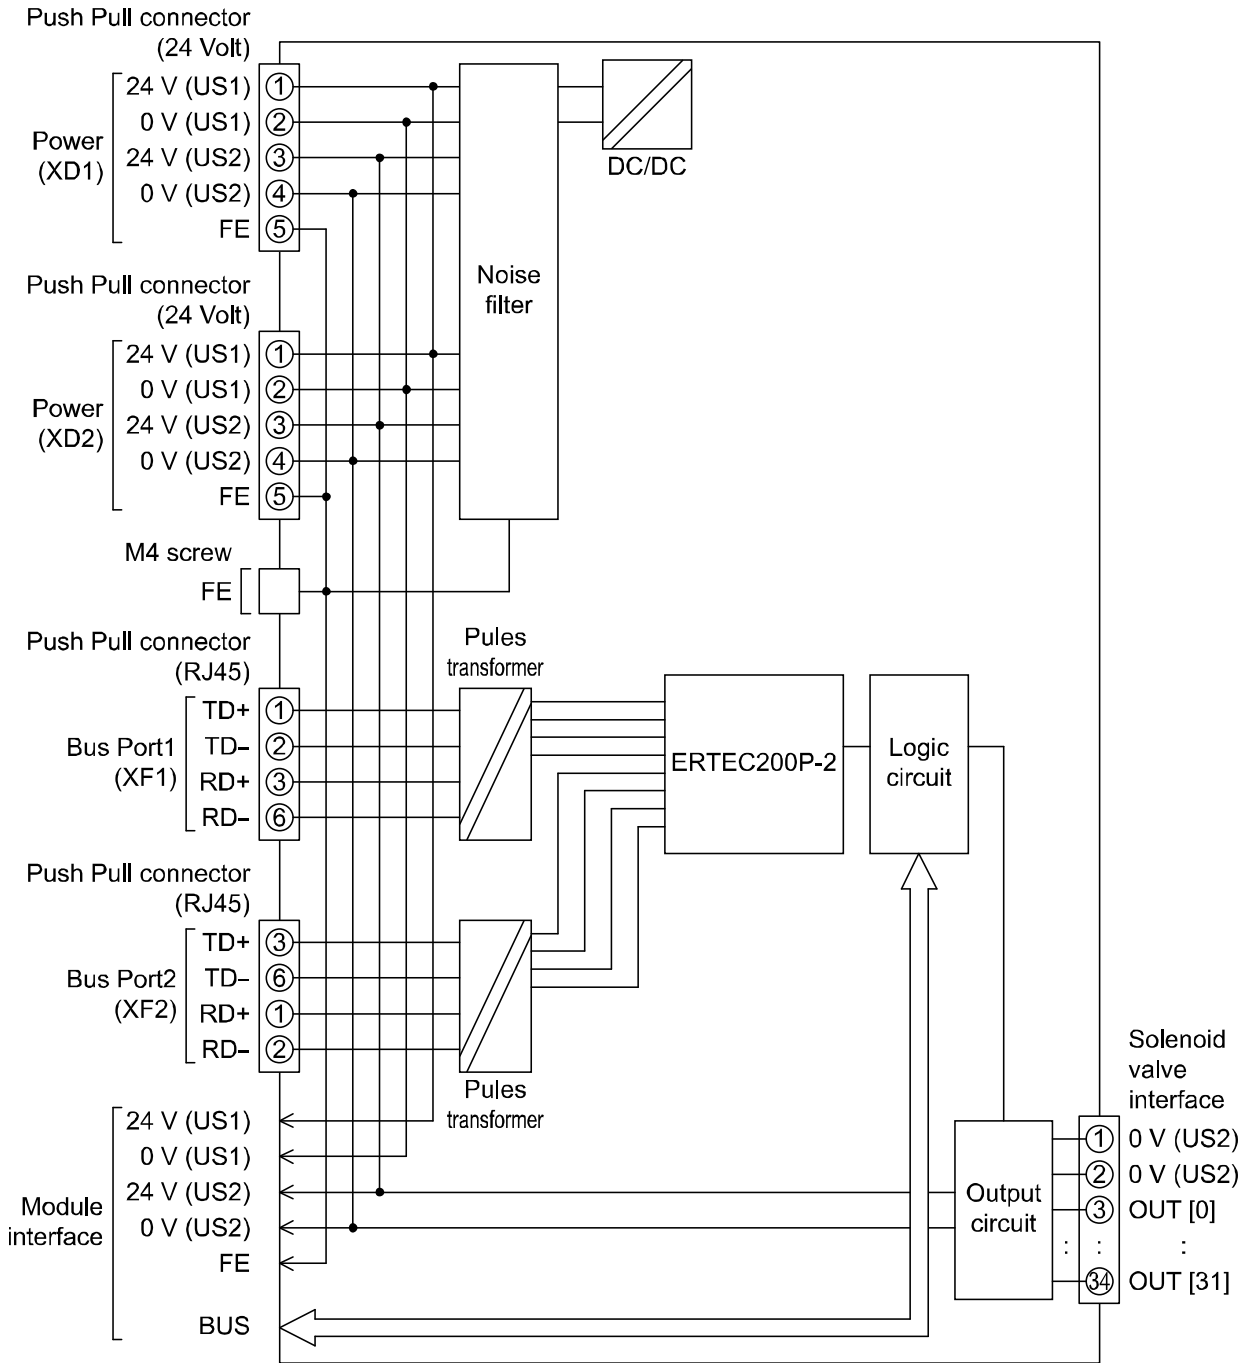 Push Pull connector
(24 Volt)
24 V (US1) ①
0 V (US1) ②
24 V (US2) ③
0 V (US2) ④
FE ⑤
Power
(XD1)
DC/DC
Noise
filter
Push Pull connector
(24 Volt)
24 V (US1) ①
0 V (US1) ②
24 V (US2) ③
0 V (US2) ④
FE ⑤
Power
(XD2)
M4 screw
FE
Push Pull connector
(RJ45)
TD+ ①
TD– ②
RD+ ③
RD– ⑥
Bus Port1
(XF1)
Pules
transformer
ERTEC200P-2
Logic
circuit
Push Pull connector
(RJ45)
TD+ ③
TD– ⑥
RD+ ①
RD– ②
Bus Port2
(XF2)
Pules
transformer
24 V (US1)
0 V (US1)
24 V (US2)
0 V (US2)
FE
BUS
Module
interface
Output
circuit
Solenoid
valve
interface
① 0 V (US2)
② 0 V (US2)
③ OUT [0]
: : :
㉞ OUT [31]